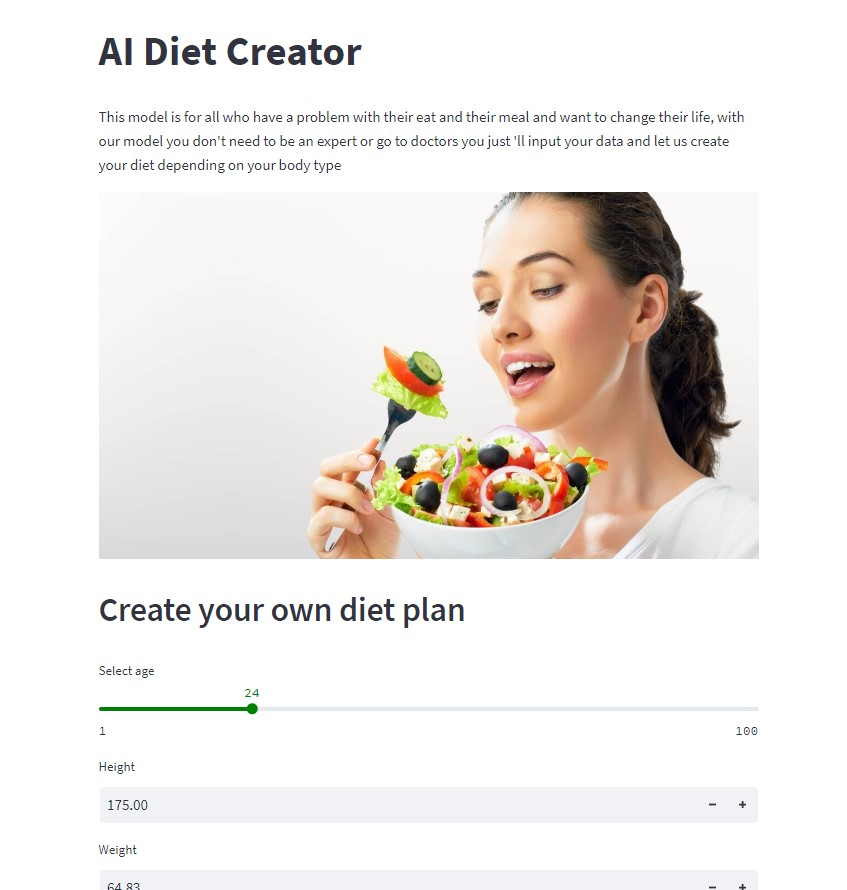 AI Diet Creator
This model is for all who have a problem with their eat and their meal and want to change their life, with
our model you don't need to be an expert or go to doctors you just 'll input your data and let us create
your diet depending on your body type
Create your own diet plan
Select age
24
1
100
Height
175.00
Weight
64.83